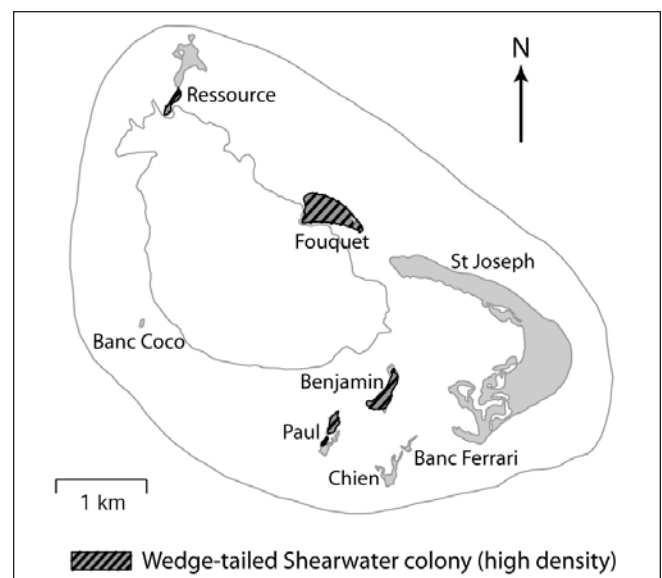 N
Ressource
Fouquet
St Joseph
Banc Coco
Benjamin
Paul
Banc Ferrari
Chien
1 km
Wedge-tailed Shearwater colony (high density)